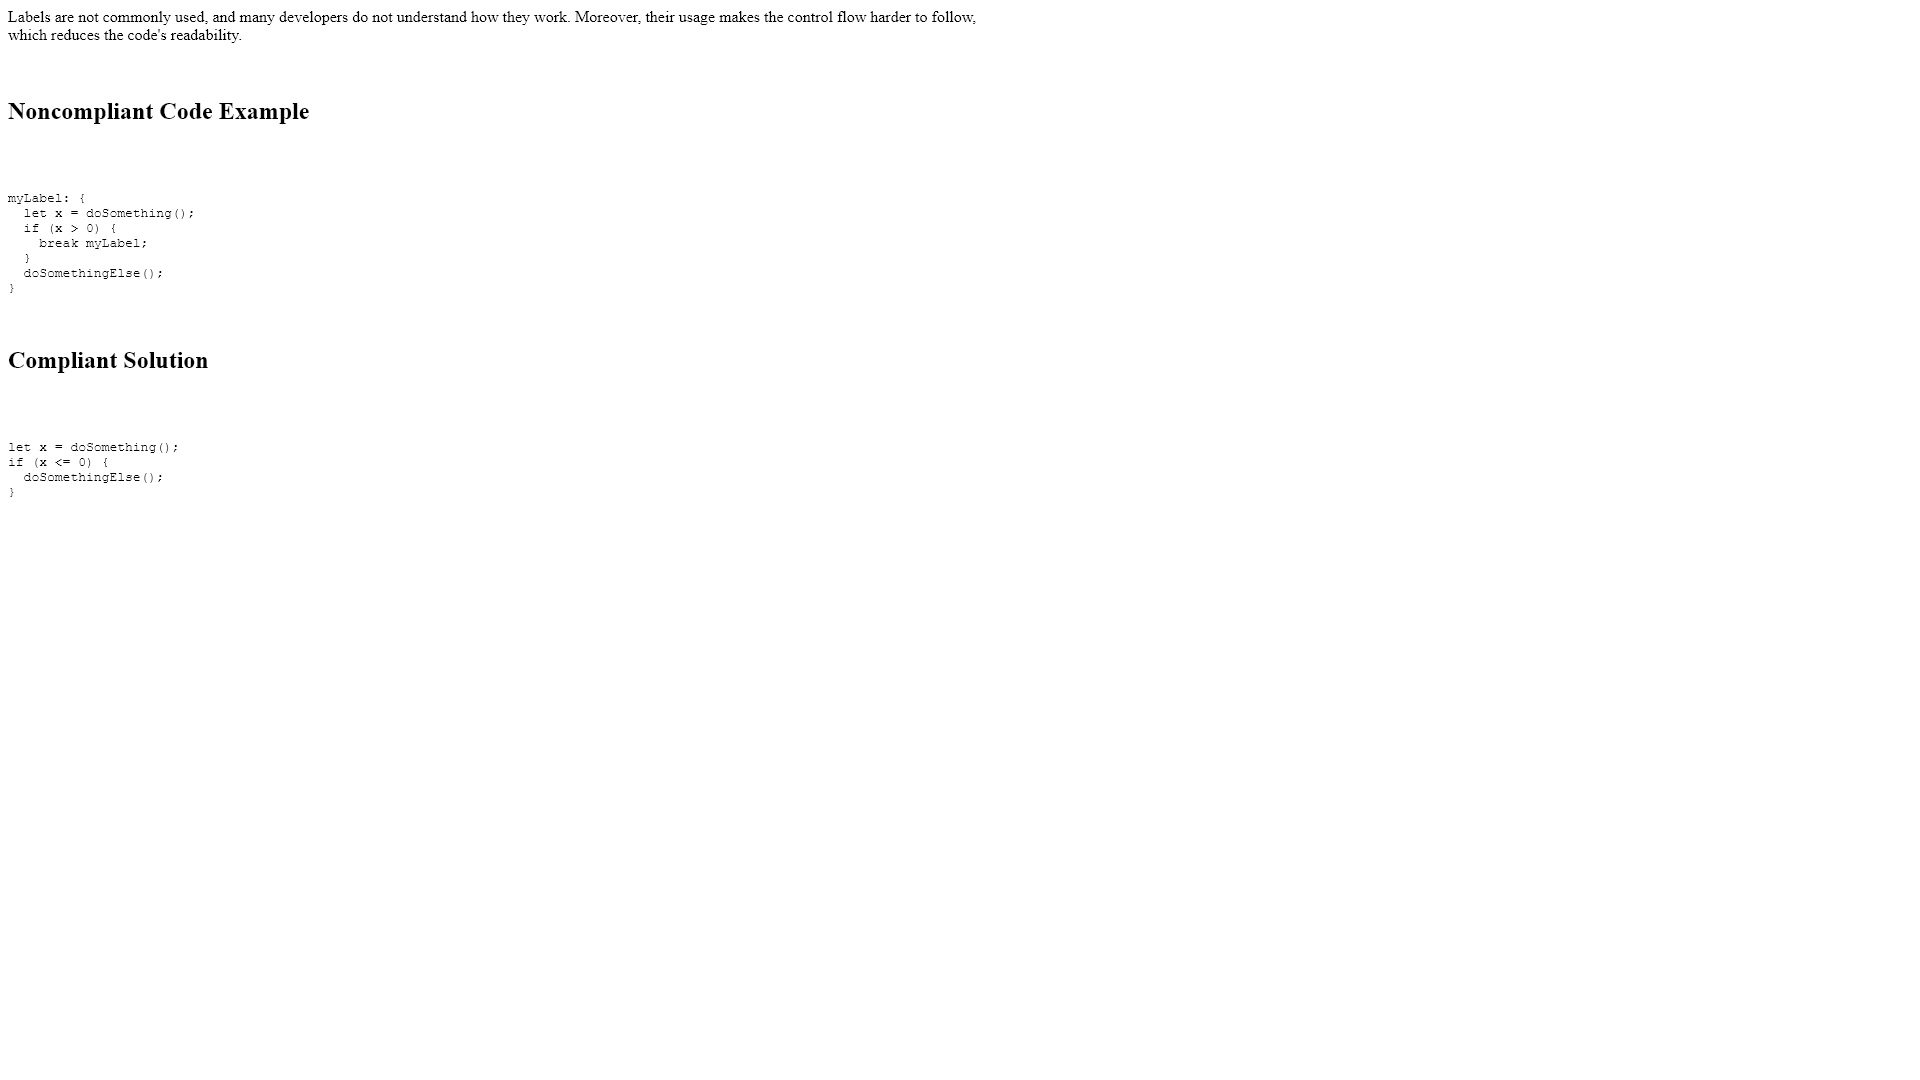 Labels are not commonly used, and many developers do not understand how they work. Moreover, their usage makes the control flow harder to follow,
which reduces the code's readability.
Noncompliant Code Example
myLabel: {
  let x = doSomething();
  if (x > 0) {
    break myLabel;
  }
  doSomethingElse();
}
Compliant Solution
let x = doSomething();
if (x <= 0) {
  doSomethingElse();
}